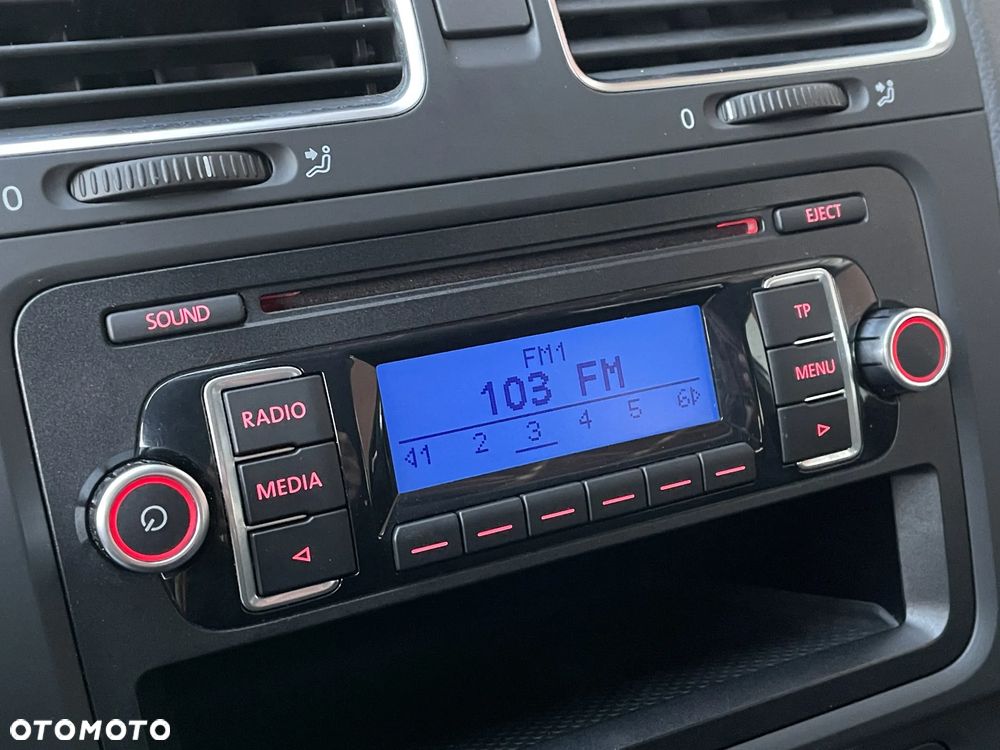 0
0
EJECT
SOUND
TP
FM1
103 FM
MENU
RADIO
1 2 3 4 5 6
MEDIA
OTOMOTO